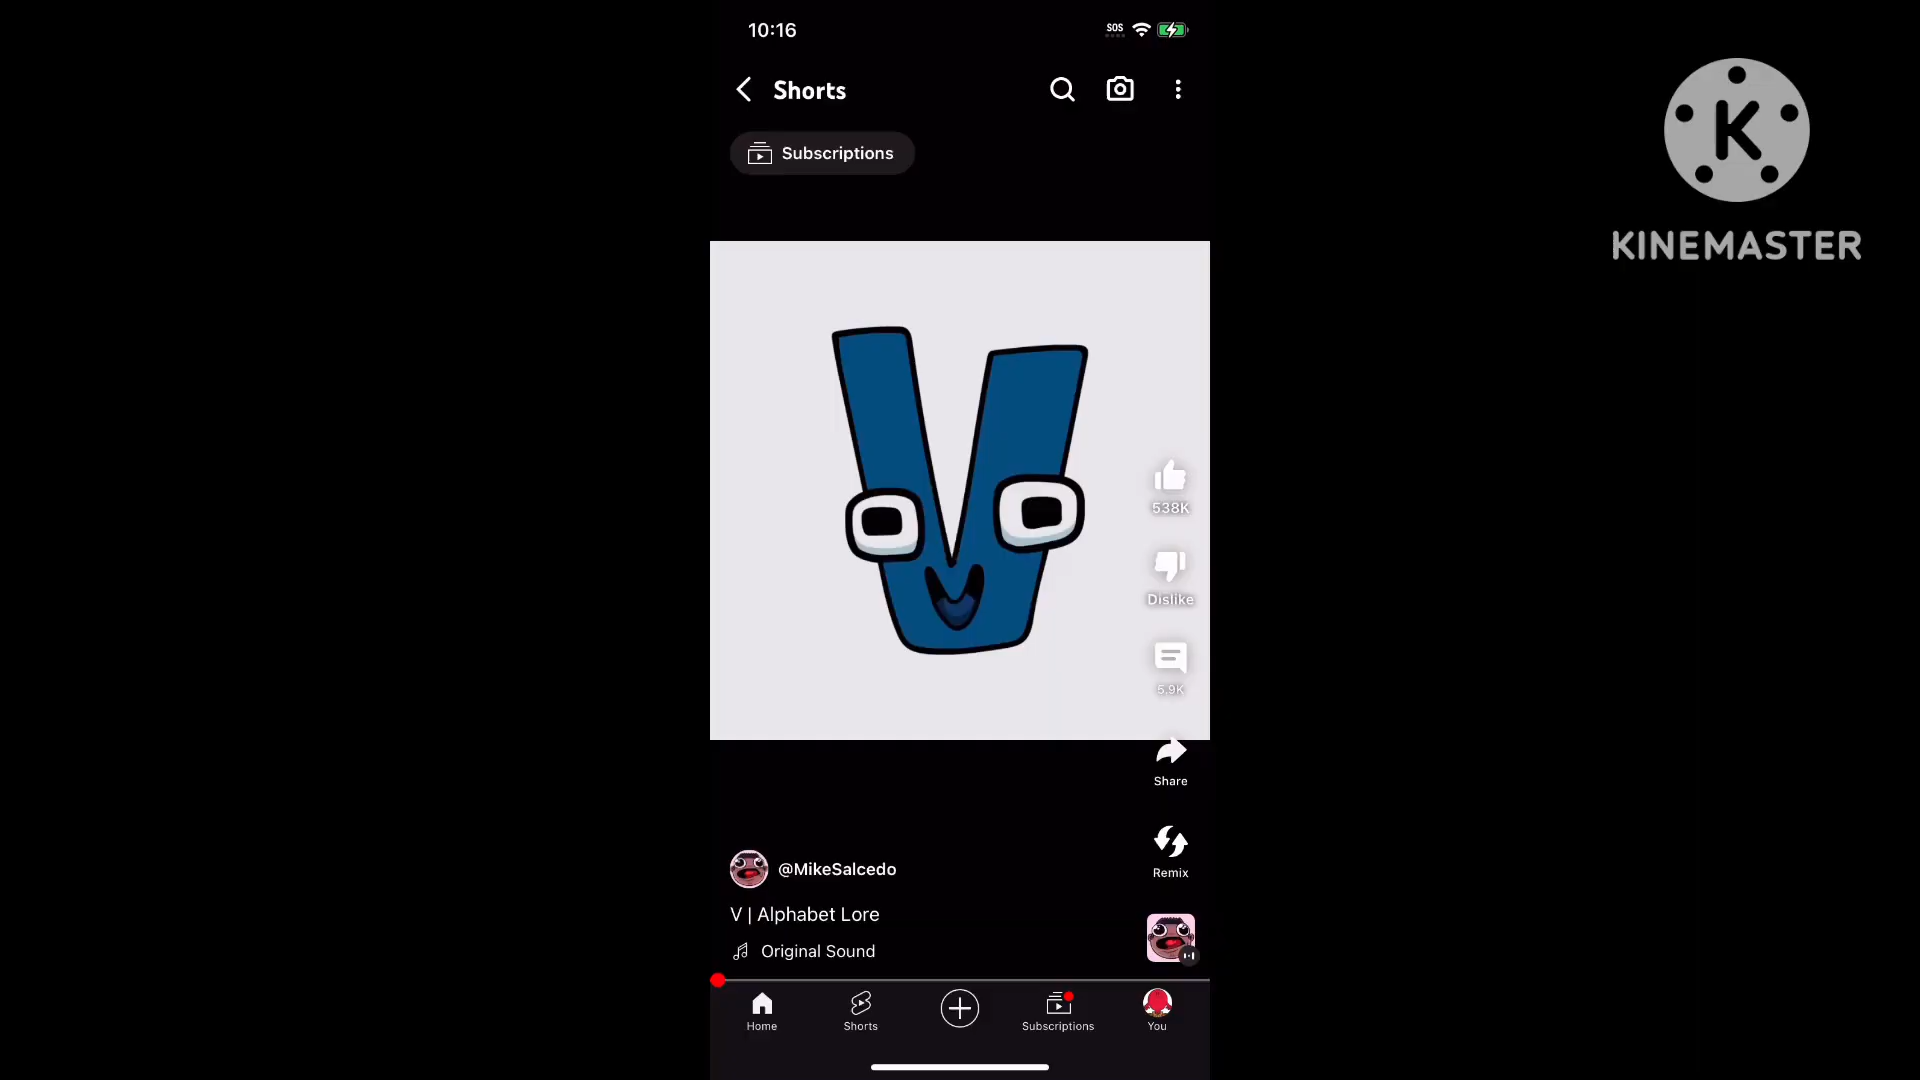 10:16
SOS
Shorts
Subscriptions
K
KINEMASTER
V
538K
Dislike
5.9K
Share
Remix
@MikeSalcedo
V | Alphabet Lore
Original Sound
Home
Shorts
Subscriptions
You